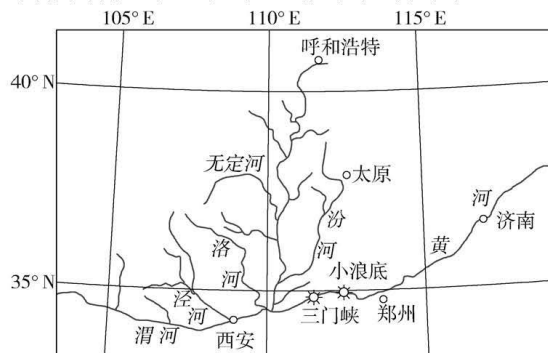 105°E
110°E
115°E
呼和浩特
40°N
无定河
太原
汾河
洛河
河
济南
黄
小浪底
35°N
泾河
三门峡
郑州
渭河
西安